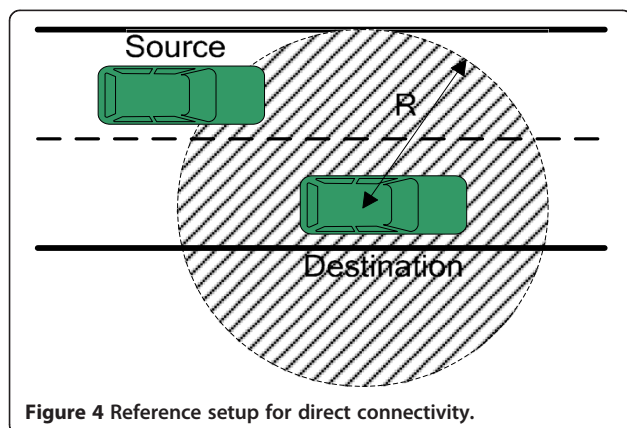 Source
R
Destination
Figure 4 Reference setup for direct connectivity.